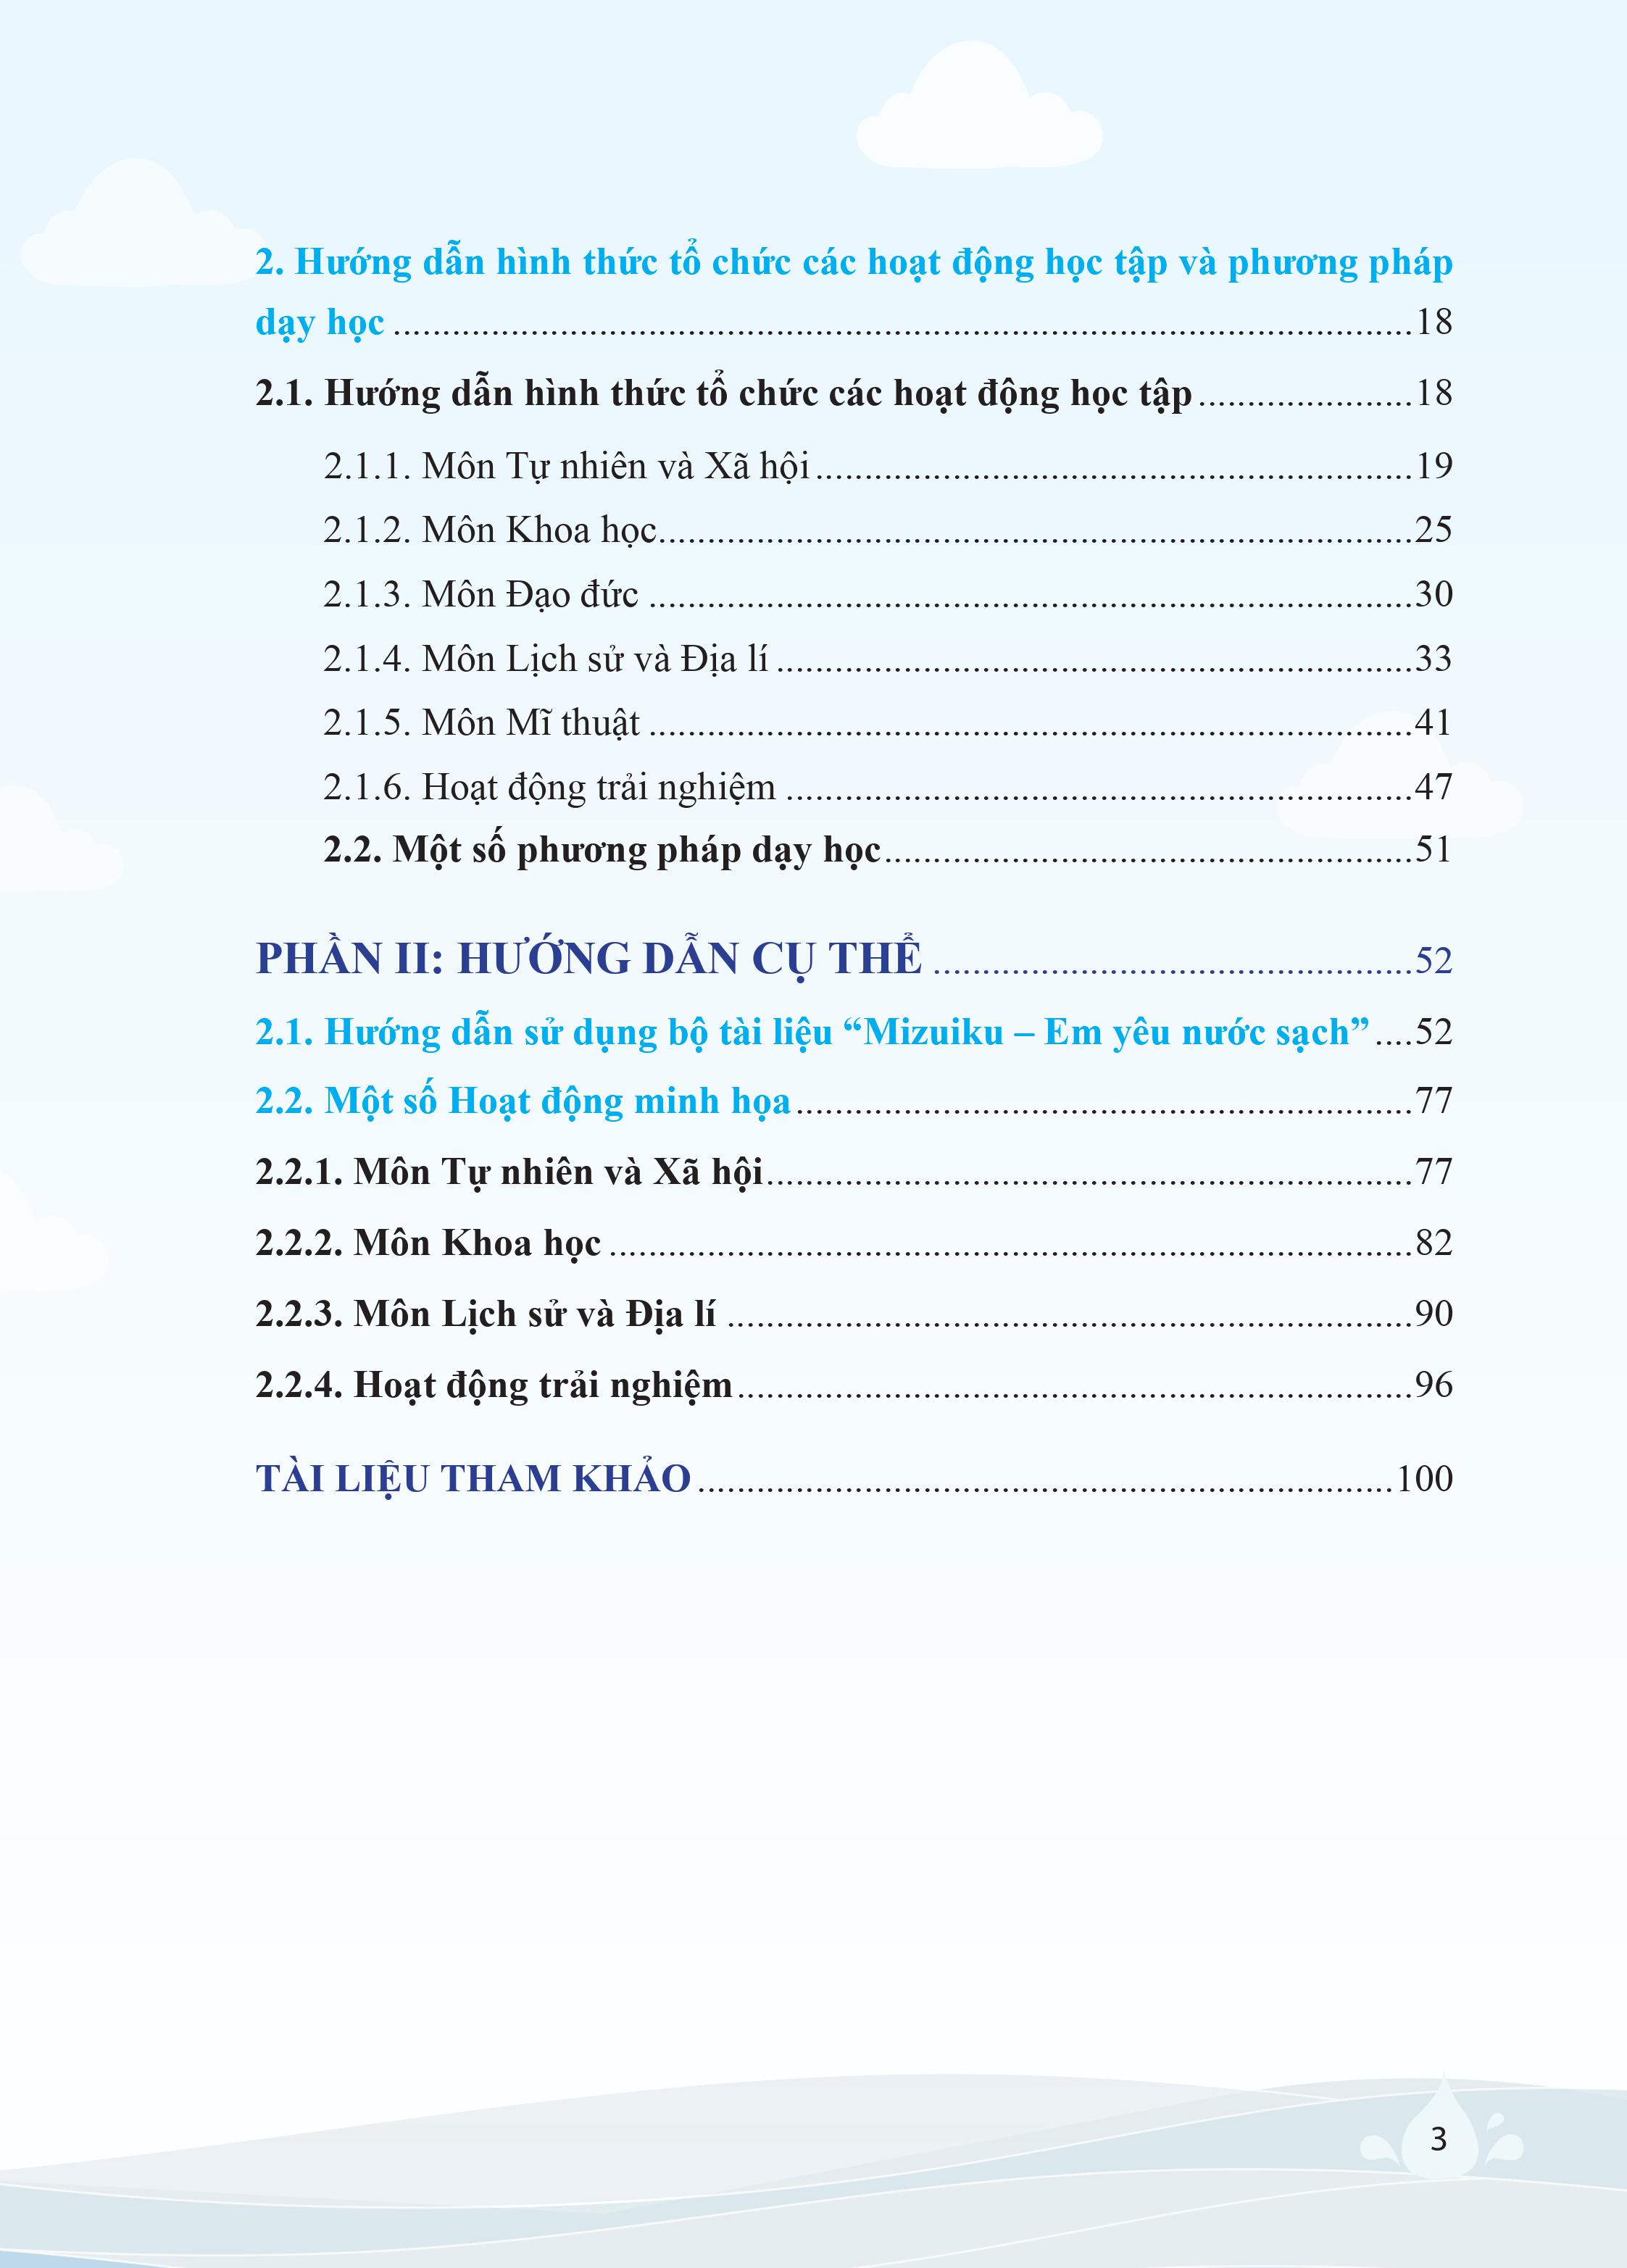 2. Hướng dẫn hình thức tổ chức các hoạt động học tập và phương pháp
dạy học ........................................................................................................18
2.1. Hướng dẫn hình thức tổ chức các hoạt động học tập ......................18
2.1.1. Môn Tự nhiên và Xã hội .............................................................19
2.1.2. Môn Khoa học.............................................................................25
2.1.3. Môn Đạo đức ..............................................................................30
2.1.4. Môn Lịch sử và Địa lí .................................................................33
2.1.5. Môn Mĩ thuật ..............................................................................41
2.1.6. Hoạt động trải nghiệm ................................................................47
2.2. Một số phương pháp dạy học......................................................51
PHẦN II: HƯỚNG DẪN CỤ THỂ .................................................52
2.1. Hướng dẫn sử dụng bộ tài liệu “Mizuiku – Em yêu nước sạch” ....52
2.2. Một số Hoạt động minh họa ...............................................................77
2.2.1. Môn Tự nhiên và Xã hội..................................................................77
2.2.2. Môn Khoa học ..................................................................................82
2.2.3. Môn Lịch sử và Địa lí ......................................................................90
2.2.4. Hoạt động trải nghiệm.....................................................................96
TÀI LIỆU THAM KHẢO .......................................................................100
3